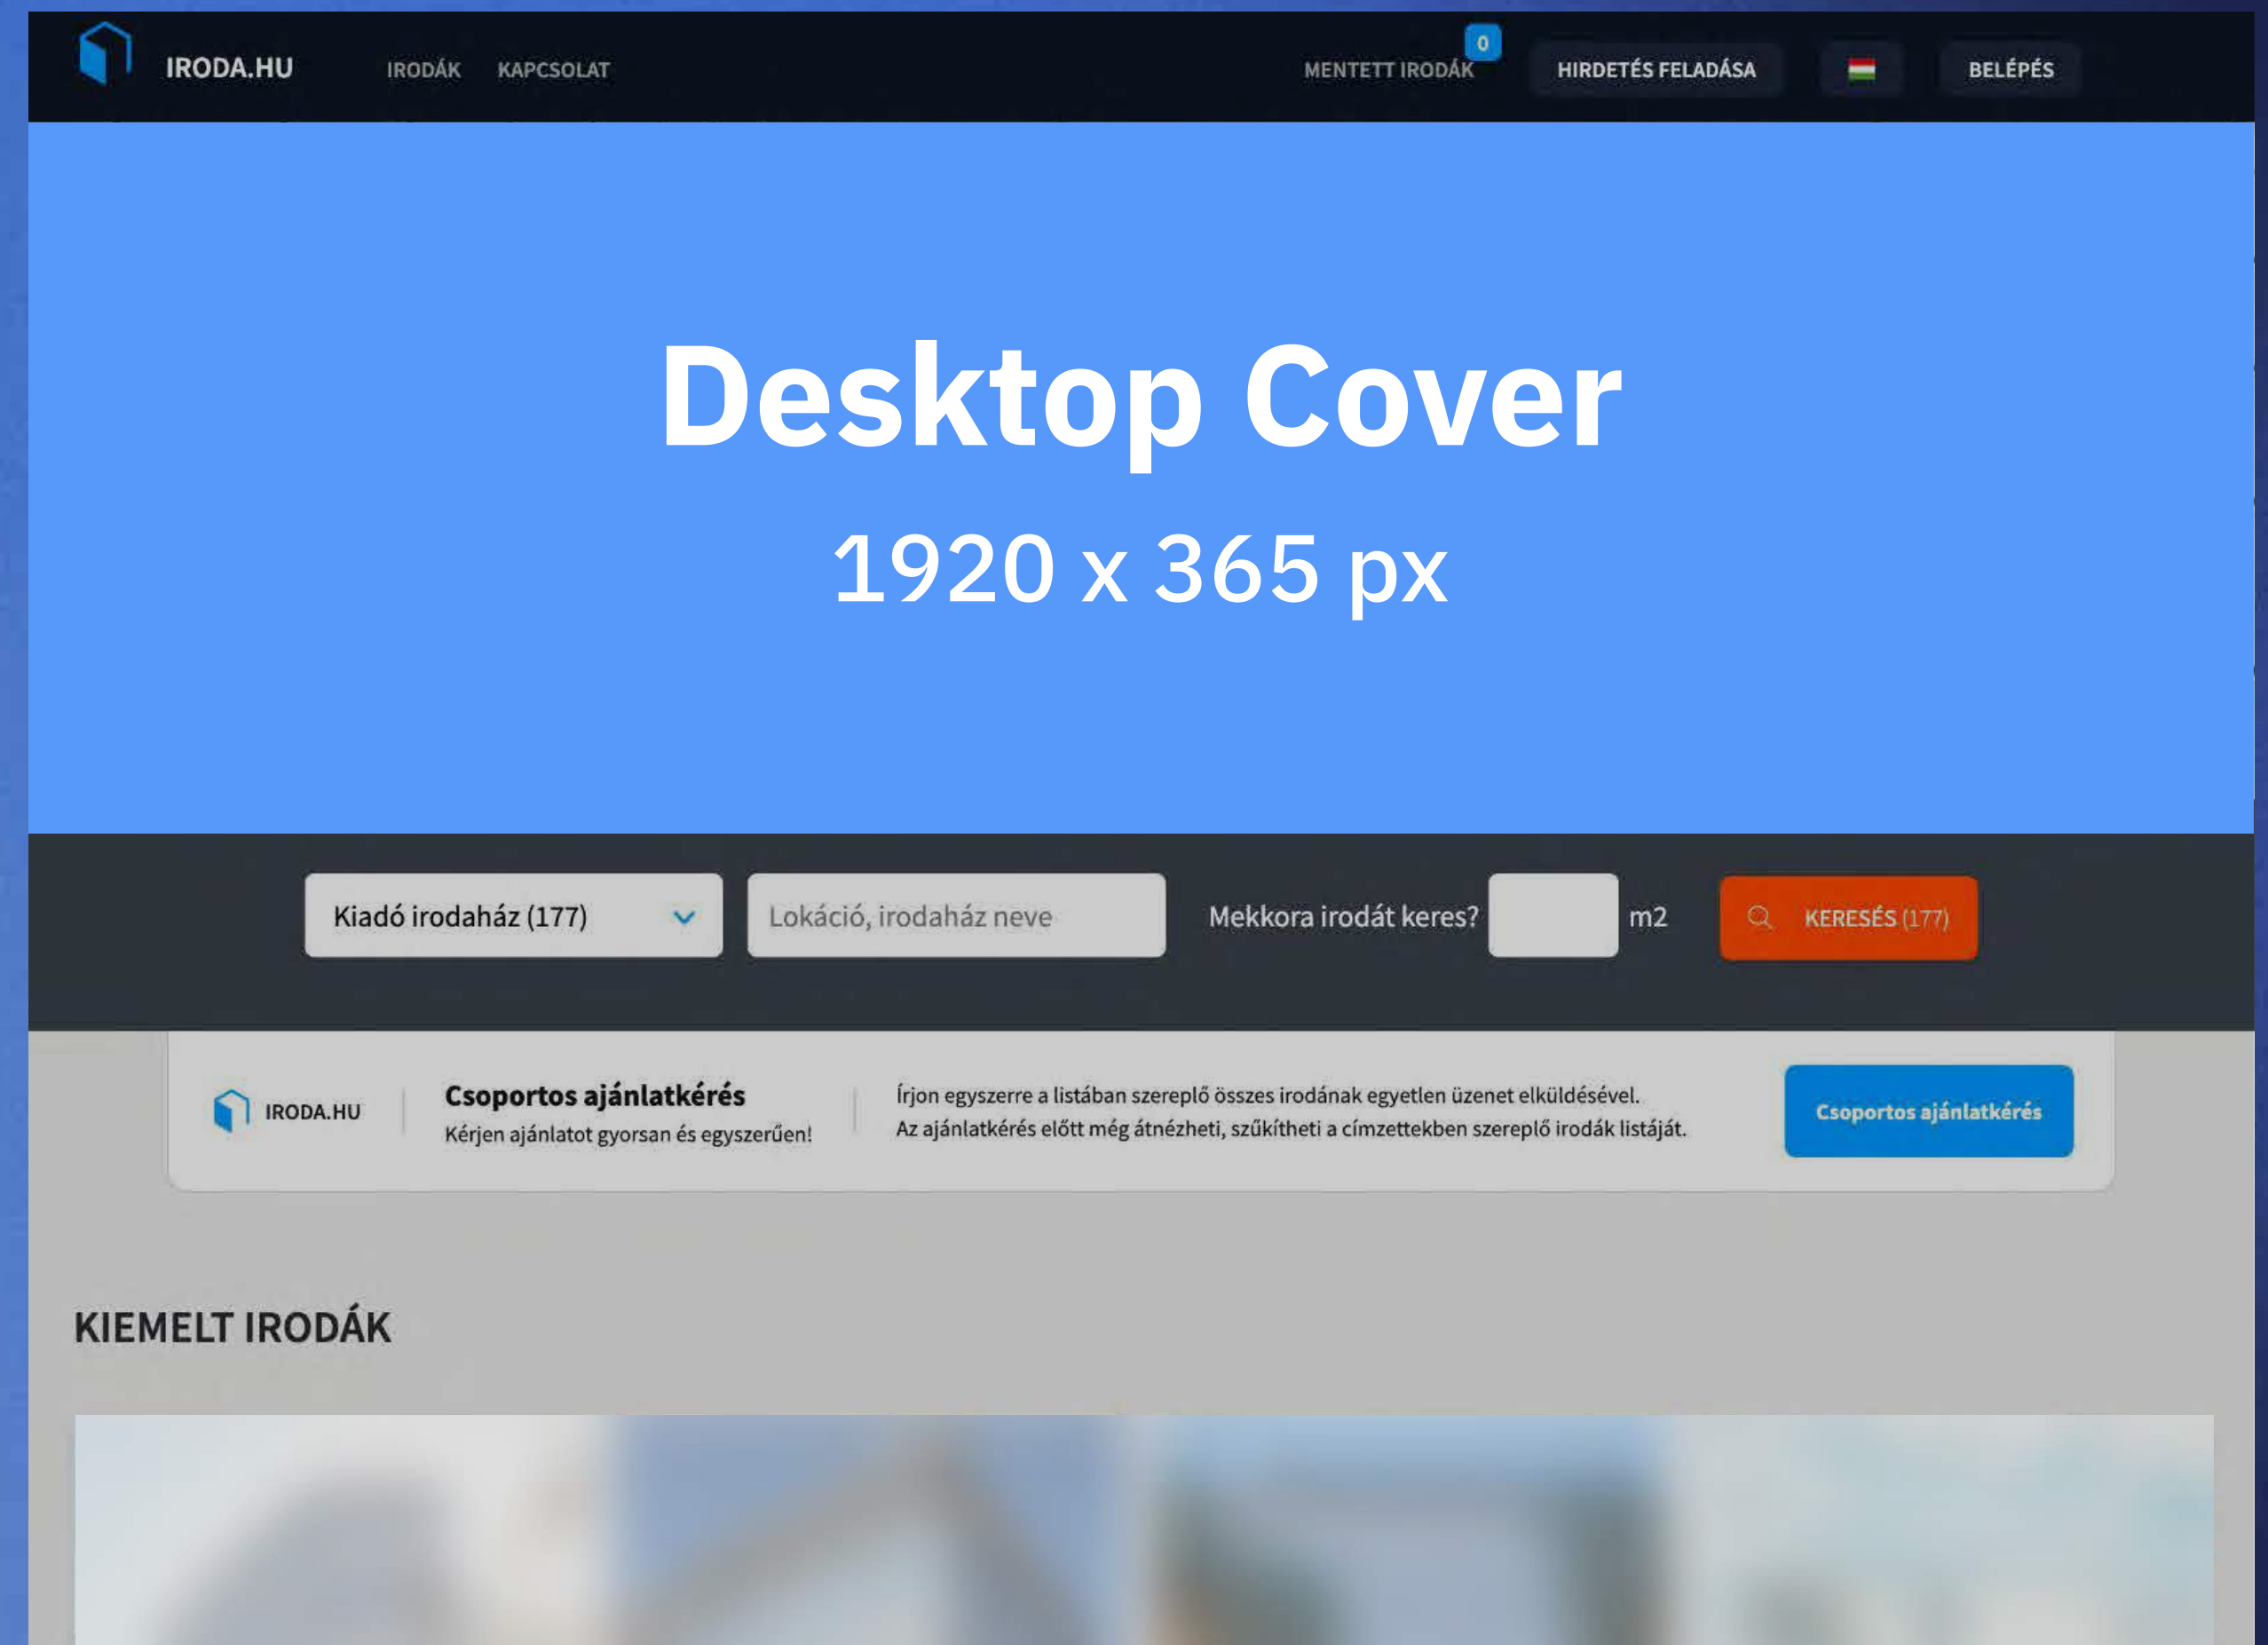 IRODA.HU
IRODÁK
KAPCSOLAT
MENTETT IRODÁK
0
HIRDETÉS FELADÁSA
BELÉPÉS
Desktop Cover
1920 x 365 px
Kiadó irodaház (177)
Lokáció, irodaház neve
Mekkora irodát keres?
m2
KERESÉS (177)
IRODA.HU
Csoportos ajánlatkérés
Kérjen ajánlatot gyorsan és egyszerűen!
Írjon egyszerre a listában szereplő összes irodának egyetlen üzenet elküldésével.
Az ajánlatkérés előtt még átnézheti, szűkítheti a címzettekben szereplő irodák listáját.
Csoportos ajánlatkérés
KIEMELT IRODÁK